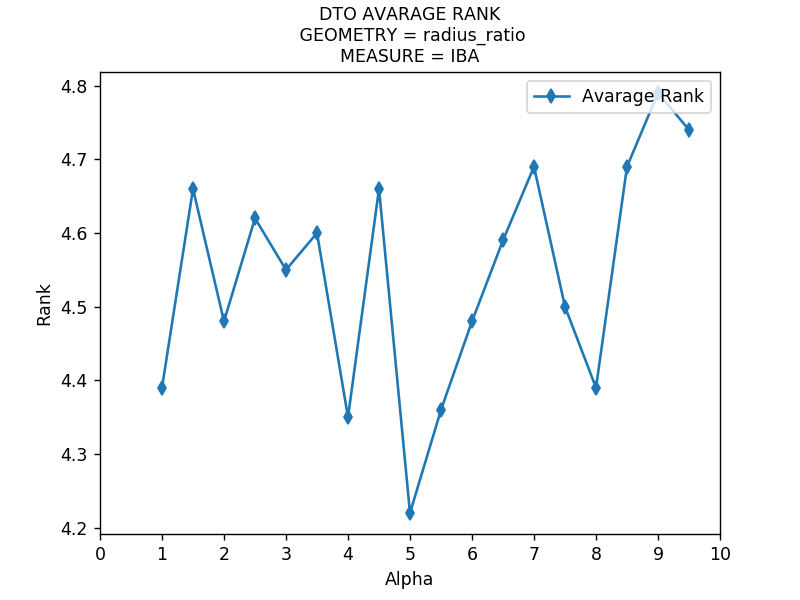 DTO AVARAGE RANK
GEOMETRY = radius_ratio
MEASURE = IBA
Avarage Rank
4.8
4.7
4.6
4.5
4.4
4.3
4.2
Rank
0 1 2 3 4 5 6 7 8 9 10
Alpha